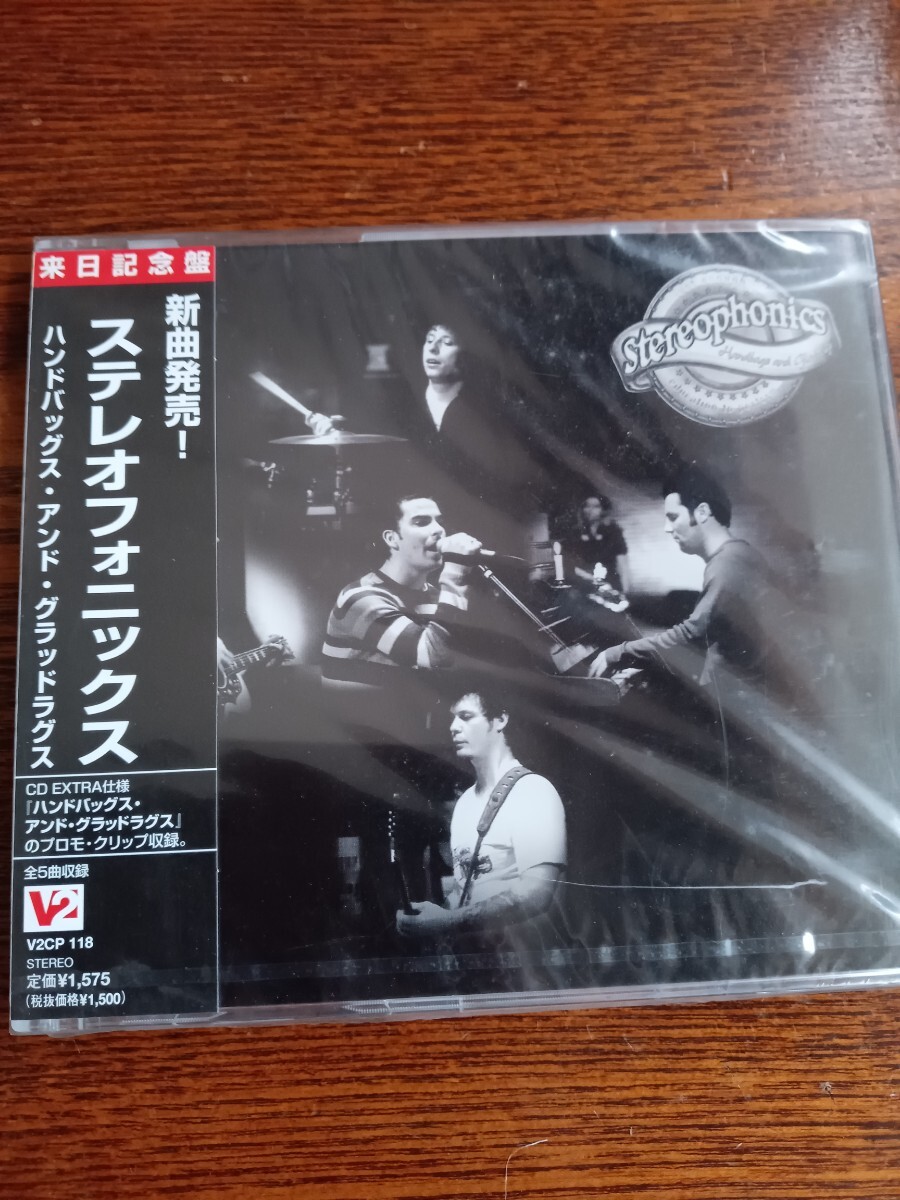 来日記念盤
新曲発売!
ステレオフォニックス
ハンドバッグス・アンド・グラッドラグス
CD EXTRA仕様
『ハンドバッグス・
アンド・グラッドラグス』
のプロモ・クリップ収録。
全5曲収録
V2
V2CP 118
STEREO
定価¥1,575
(税抜価格¥1,500)
Stereophonics
Handbags and